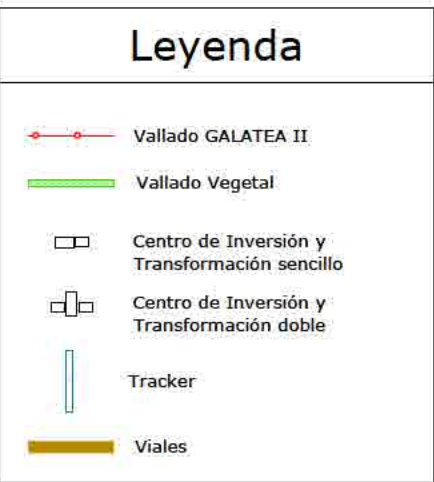 Leyenda
Vallado GALATEA II
Vallado Vegetal
Centro de Inversión y
Transformación sencillo
Centro de Inversión y
Transformación doble
Tracker
Viales